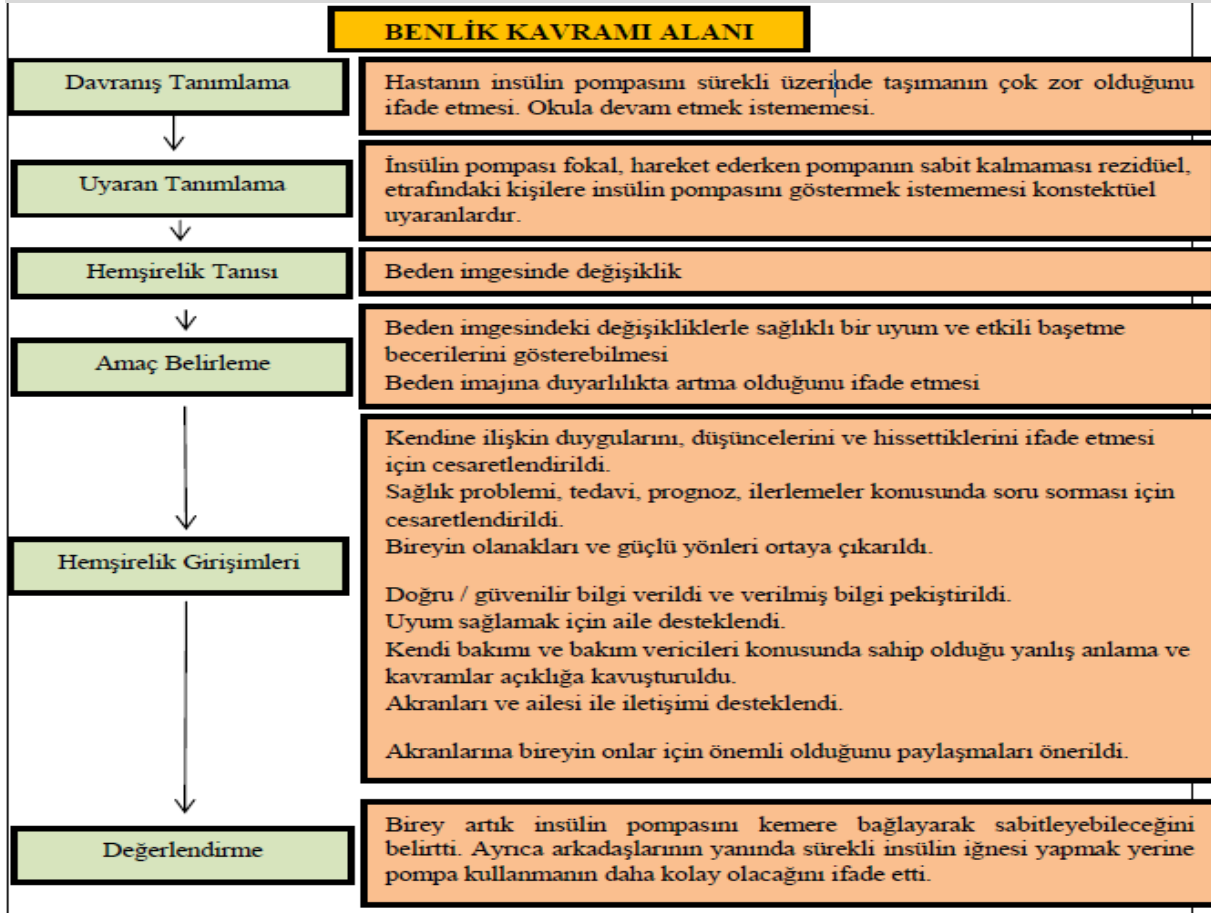 BENLİK KAVRAMI ALANI
Davranış Tanımlama
Hastanın insülin pompasını sürekli üzerinde taşımanın çok zor olduğunu
ifade etmesi. Okula devam etmek istememesi.
Uyaran Tanımlama
İnsülin pompası fokal, hareket ederken pompanın sabit kalmaması rezidüel,
etrafındaki kişilere insülin pompasını göstermek istememesi konstektüel
uyaranlardır.
Hemşirelik Tanısı
Beden imgesinde değişiklik
Amaç Belirleme
Beden imgesindeki değişikliklerle sağlıklı bir uyum ve etkili başetme
becerilerini gösterebilmesi
Beden imajına duyarlılıkta artma olduğunu ifade etmesi
Hemşirelik Girişimleri
Kendine ilişkin duygularını, düşüncelerini ve hissettiklerini ifade etmesi
için cesaretlendirildi.
Sağlık problemi, tedavi, prognoz, ilerlemeler konusunda soru sorması için
cesaretlendirildi.
Bireyin olanakları ve güçlü yönleri ortaya çıkarıldı.
Doğru / güvenilir bilgi verildi ve verilmiş bilgi pekiştirildi.
Uyum sağlamak için aile desteklendi.
Kendi bakımı ve bakım vericileri konusunda sahip olduğu yanlış anlama ve
kavramlar açıklığa kavuşturuldu.
Akranları ve ailesi ile iletişimi desteklendi.
Akranlarına bireyin onlar için önemli olduğunu paylaşmaları önerildi.
Değerlendirme
Birey artık insülin pompasını kemere bağlayarak sabitleyebileceğini
belirtti. Ayrıca arkadaşlarının yanında sürekli insülin iğnesi yapmak yerine
pompa kullanmanın daha kolay olacağını ifade etti.